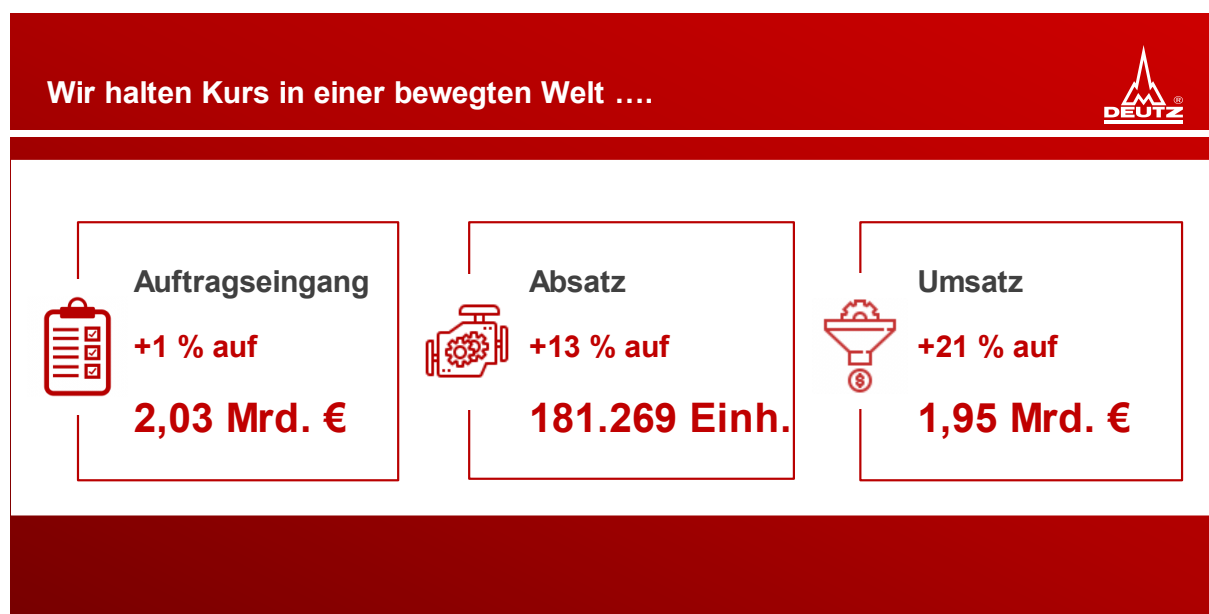 Wir halten Kurs in einer bewegten Welt ….
DEUTZ®
Auftragseingang
+1 % auf
2,03 Mrd. €
Absatz
+13 % auf
181.269 Einh.
Umsatz
+21 % auf
1,95 Mrd. €
$